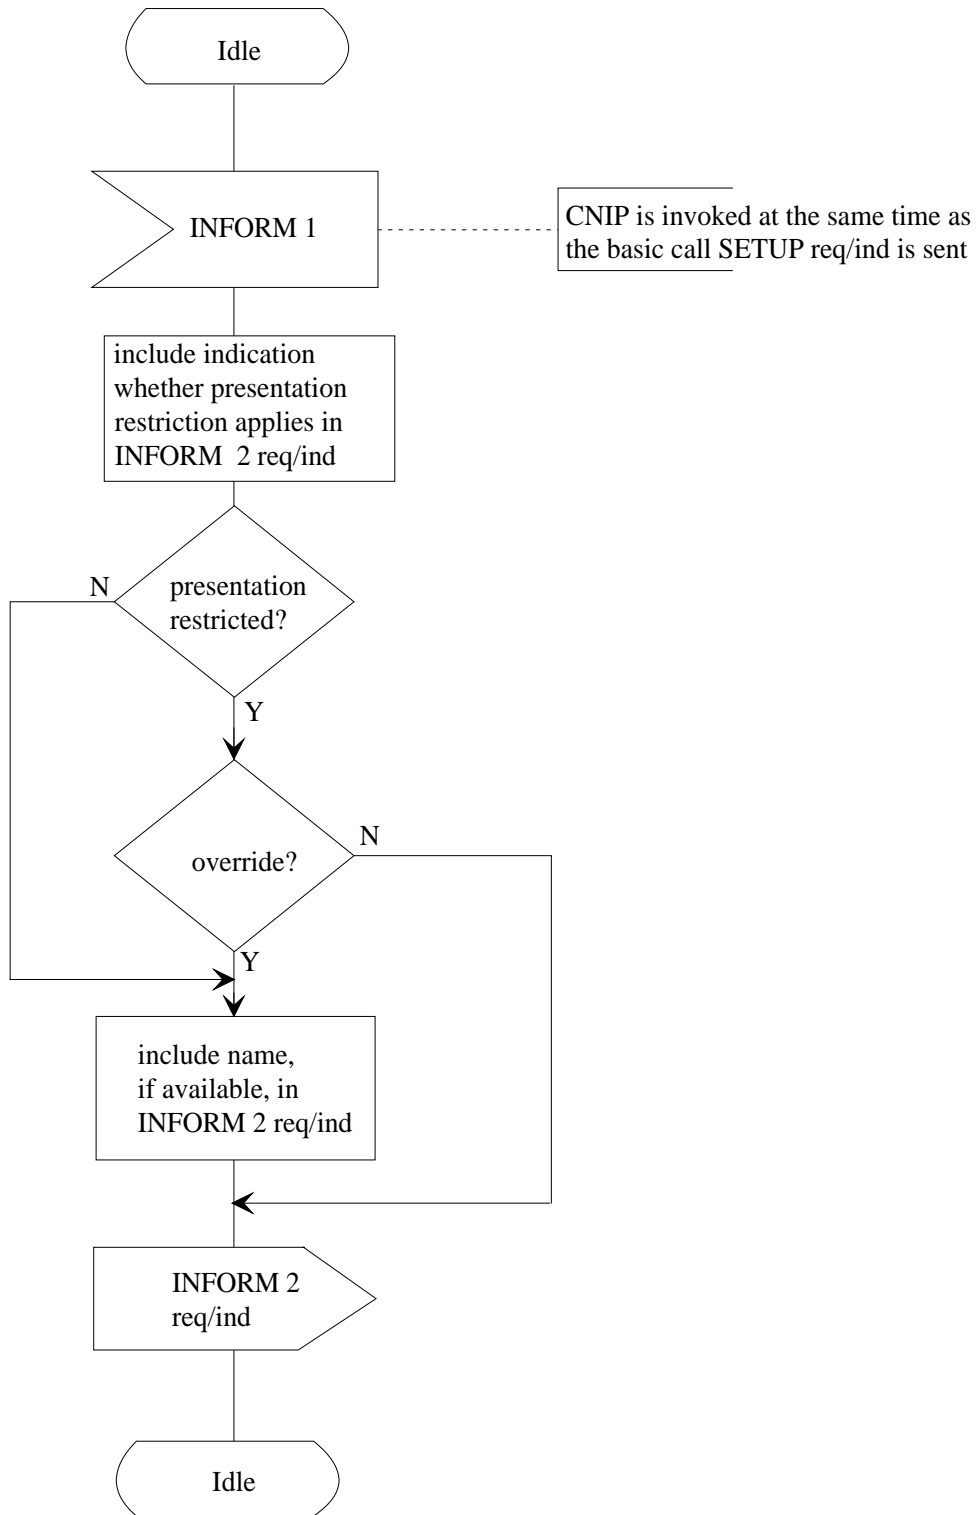 Idle
INFORM 1
CNIP is invoked at the same time as
the basic call SETUP req/ind is sent
include indication
whether presentation
restriction applies in
INFORM 2 req/ind
N
presentation
restricted?
Y
N
override?
Y
include name,
if available, in
INFORM 2 req/ind
INFORM 2
req/ind
Idle